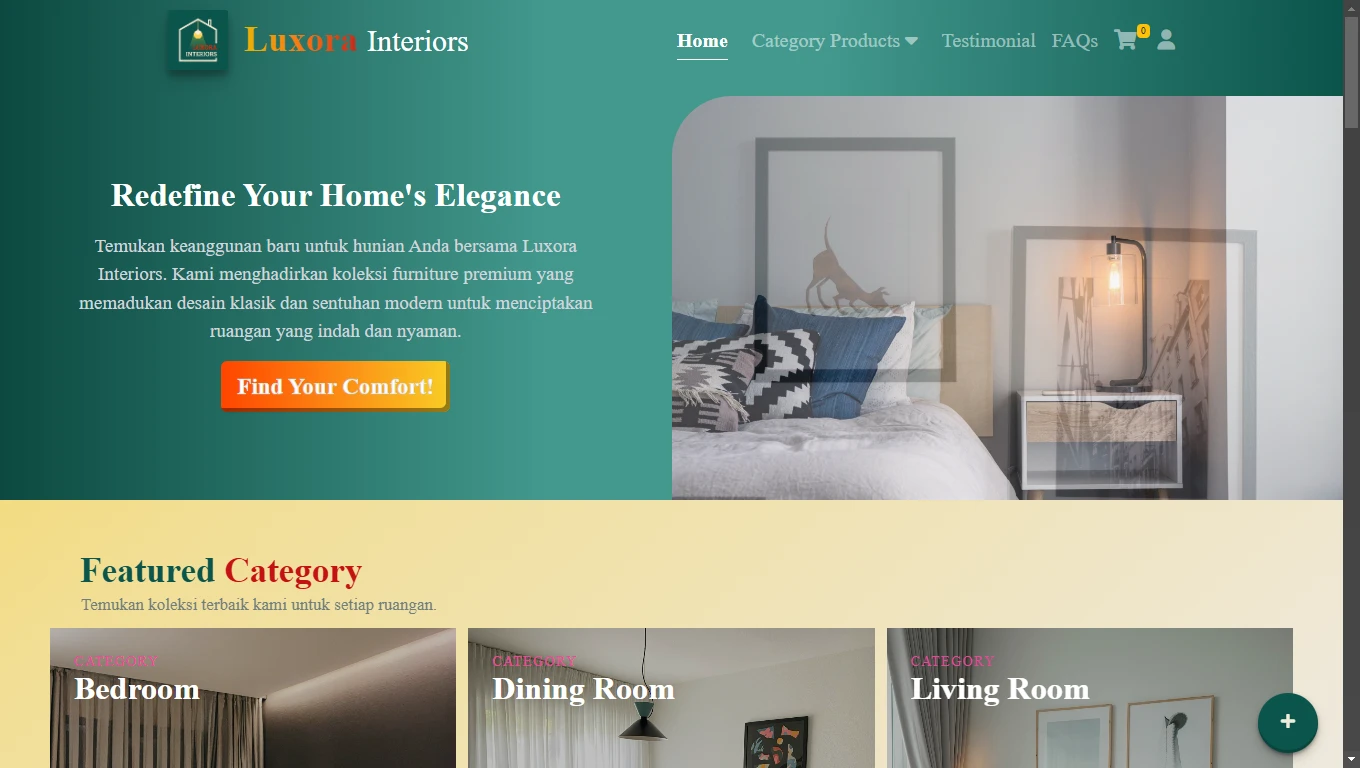 INTERIORS
Luxora Interiors
Home
Category Products
Testimonial
FAQs
0
Redefine Your Home's Elegance
Temukan keanggunan baru untuk hunian Anda bersama Luxora
Interiors. Kami menghadirkan koleksi furniture premium yang
memadukan desain klasik dan sentuhan modern untuk menciptakan
ruangan yang indah dan nyaman.
Find Your Comfort!
Featured Category
Temukan koleksi terbaik kami untuk setiap ruangan.
CATEGORY
Bedroom
CATEGORY
Dining Room
CATEGORY
Living Room
+